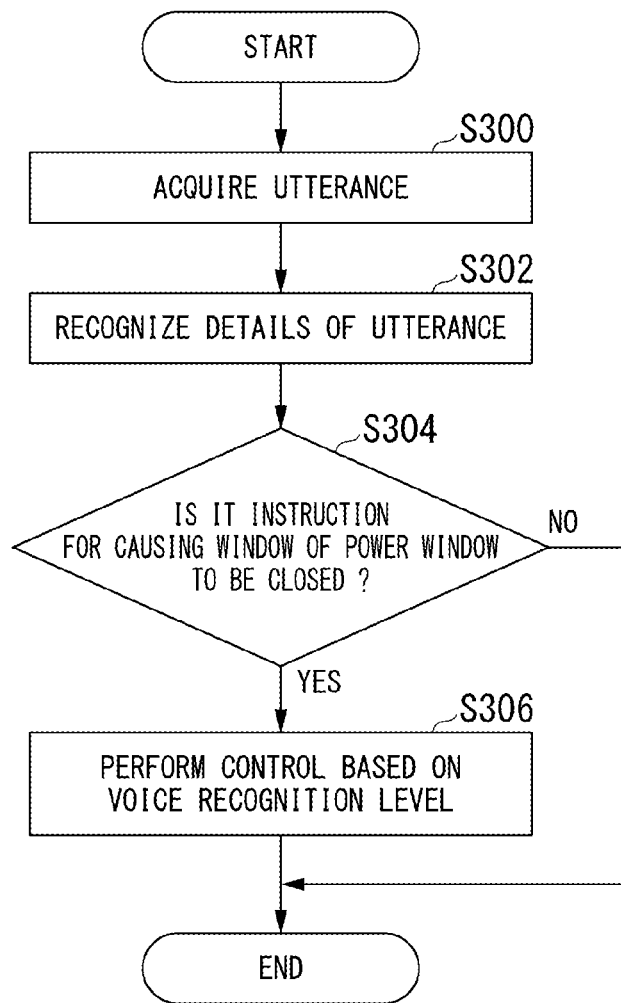 START
S300
ACQUIRE UTTERANCE
S302
RECOGNIZE DETAILS OF UTTERANCE
S304
IS IT INSTRUCTION
FOR CAUSING WINDOW OF POWER WINDOW
TO BE CLOSED ?
NO
YES
S306
PERFORM CONTROL BASED ON
VOICE RECOGNITION LEVEL
END